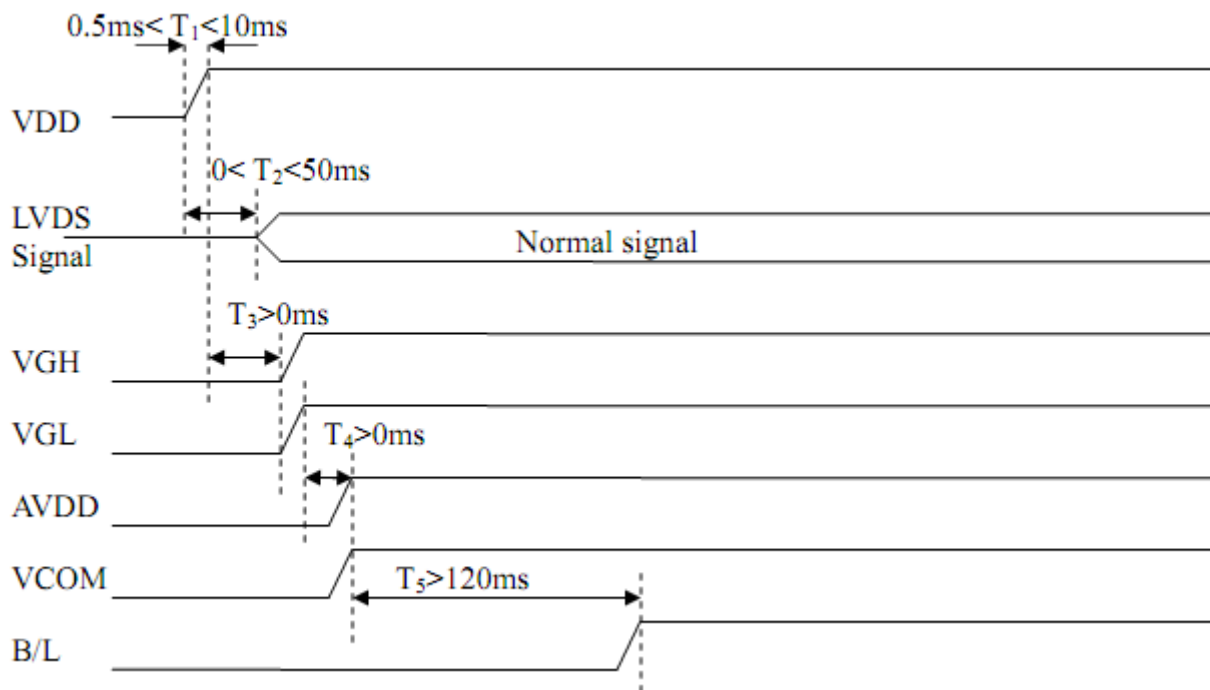 0.5ms< T₁<10ms
VDD
0< T₂<50ms
LVDS
Signal
Normal signal
T₃>0ms
VGH
VGL
T₄>0ms
AVDD
VCOM
T₅>120ms
B/L